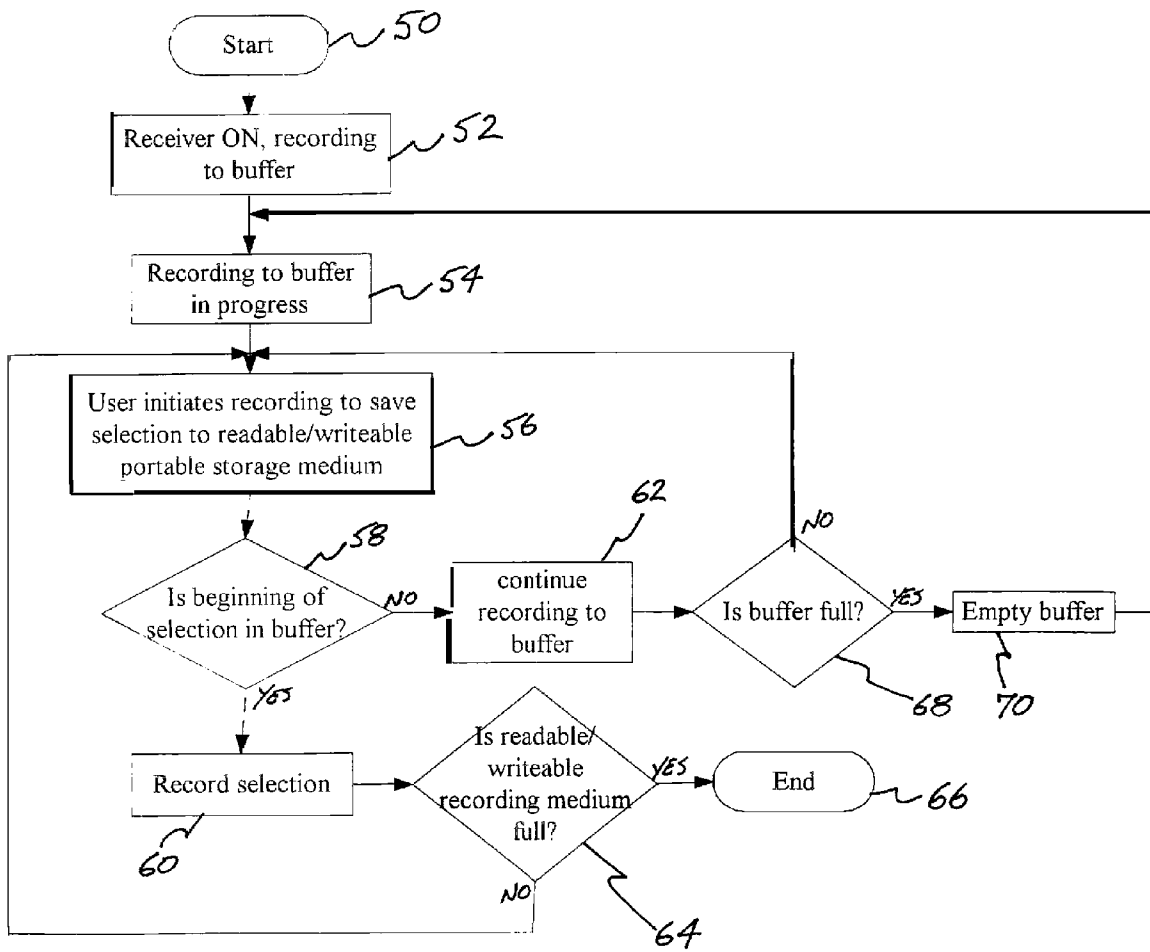 Start
50
Receiver ON, recording
to buffer
52
Recording to buffer
in progress
54
User initiates recording to save
selection to readable/writeable
portable storage medium
56
58
Is beginning of
selection in buffer?
NO
YES
62
continue
recording to
buffer
NO
Is buffer full?
YES
68
Empty buffer
70
Record selection
60
Is readable/
writeable
recording medium
full?
YES
NO
64
End
66